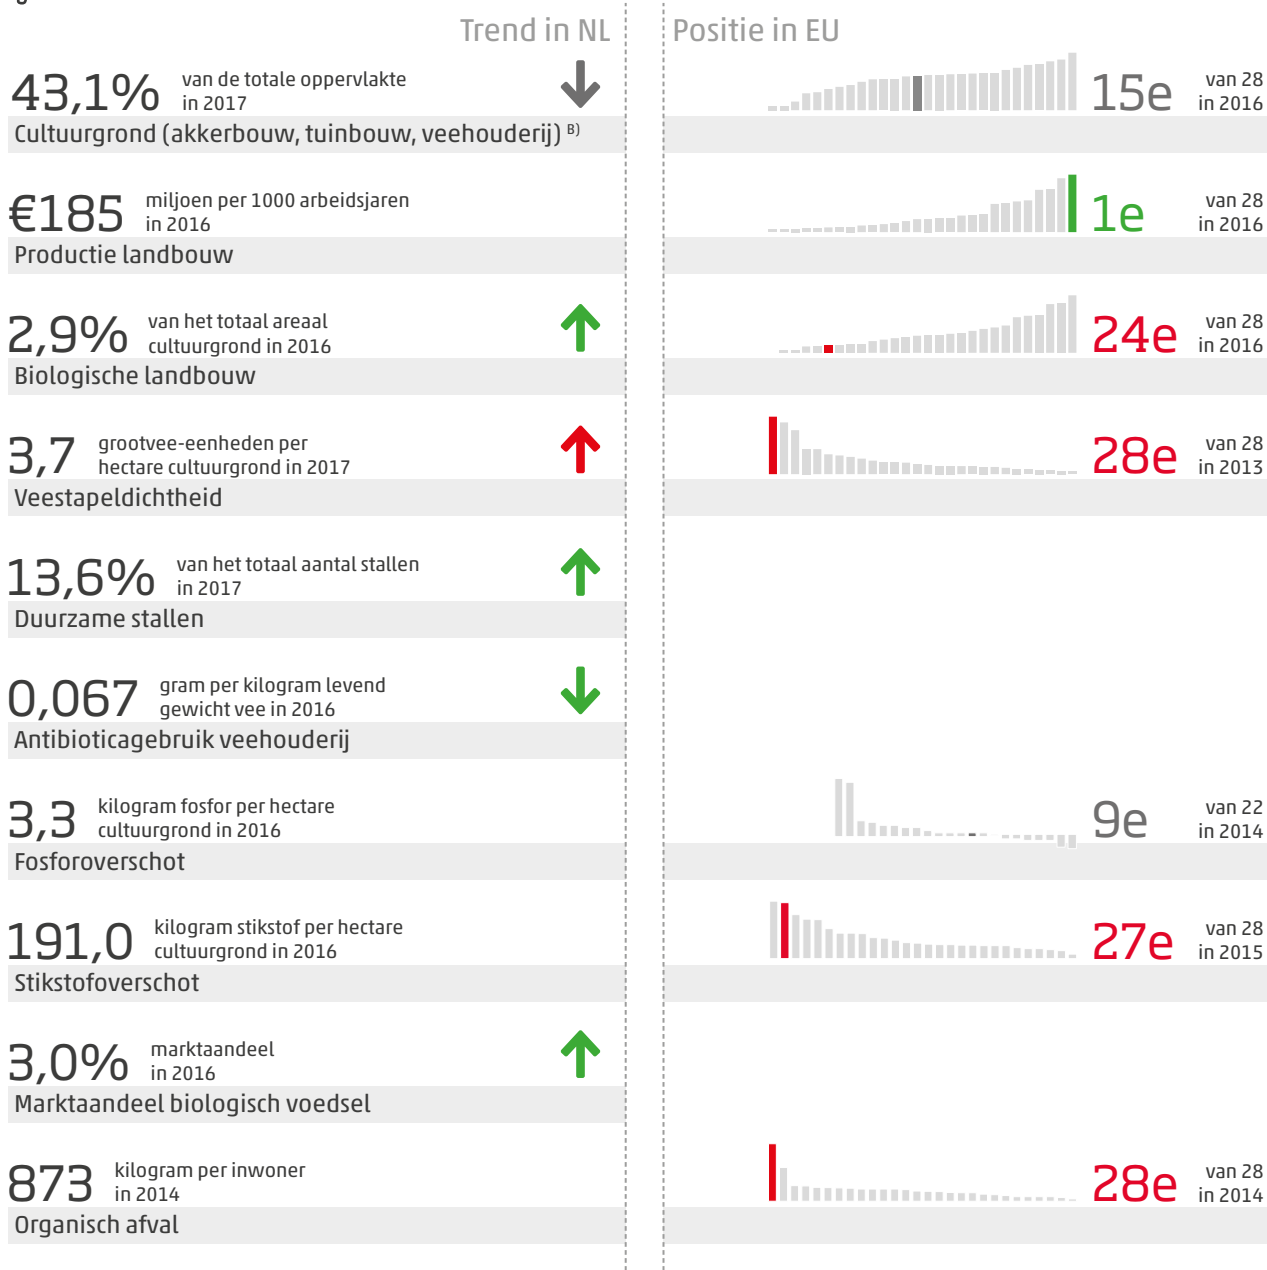 Trend in NL
Positie in EU
43,1% van de totale oppervlakte
in 2017
15e van 28
in 2016
Cultuurgrond (akkerbouw, tuinbouw, veehouderij) B)
€185 miljoen per 1000 arbeidsjaren
in 2016
1e van 28
in 2016
Productie landbouw
2,9% van het totaal areaal
cultuurgrond in 2016
24e van 28
in 2016
Biologische landbouw
3,7 grootvee-eenheden per
hectare cultuurgrond in 2017
28e van 28
in 2013
Veestapeldichtheid
13,6% van het totaal aantal stallen
in 2017
Duurzame stallen
0,067 gram per kilogram levend
gewicht vee in 2016
Antibioticagebruik veehouderij
3,3 kilogram fosfor per hectare
cultuurgrond in 2016
9e van 22
in 2014
Fosforoverschot
191,0 kilogram stikstof per hectare
cultuurgrond in 2016
27e van 28
in 2015
Stikstofoverschot
3,0% marktaandeel
in 2016
Marktaandeel biologisch voedsel
873 kilogram per inwoner
in 2014
28e van 28
in 2014
Organisch afval